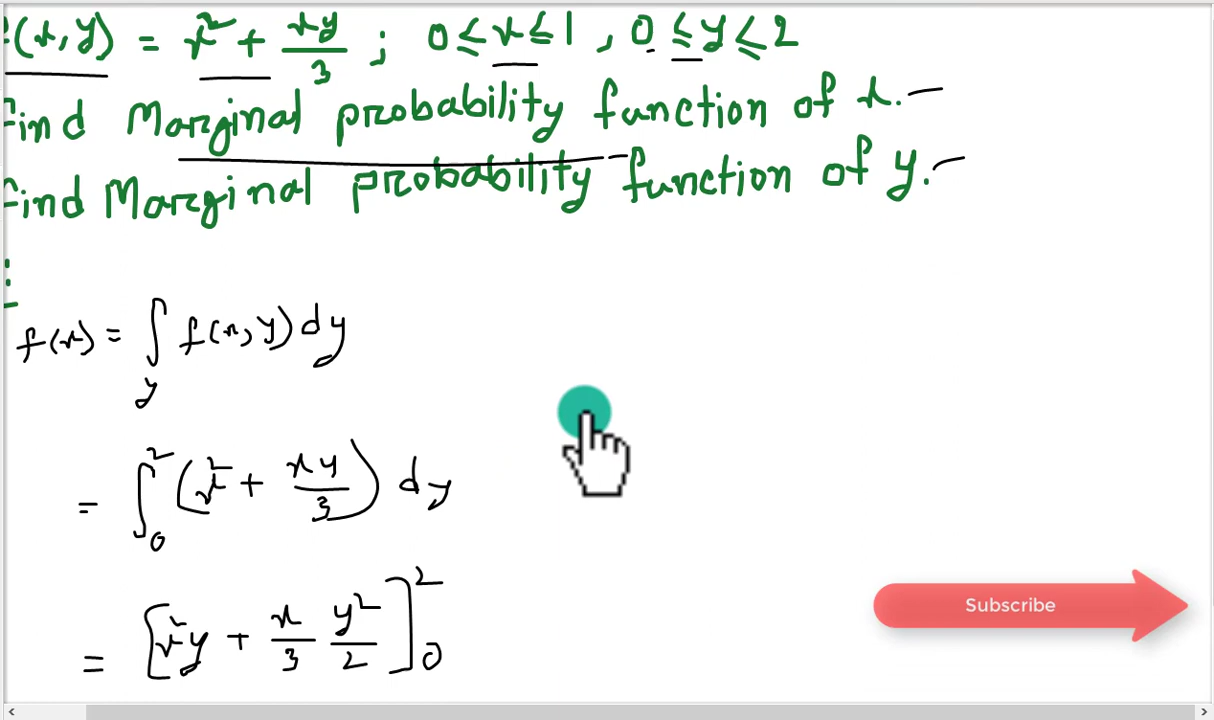 f(x,y) = x² + xy/3 ; 0≤x≤1 , 0≤y≤2
Find Marginal probability function of x.
Find Marginal probability function of y.
:
f(x) = ∫_y f(x,y) dy
= ∫₀² (x² + xy/3) dy
= [x²y + x/3 y²/2]₀²
Subscribe